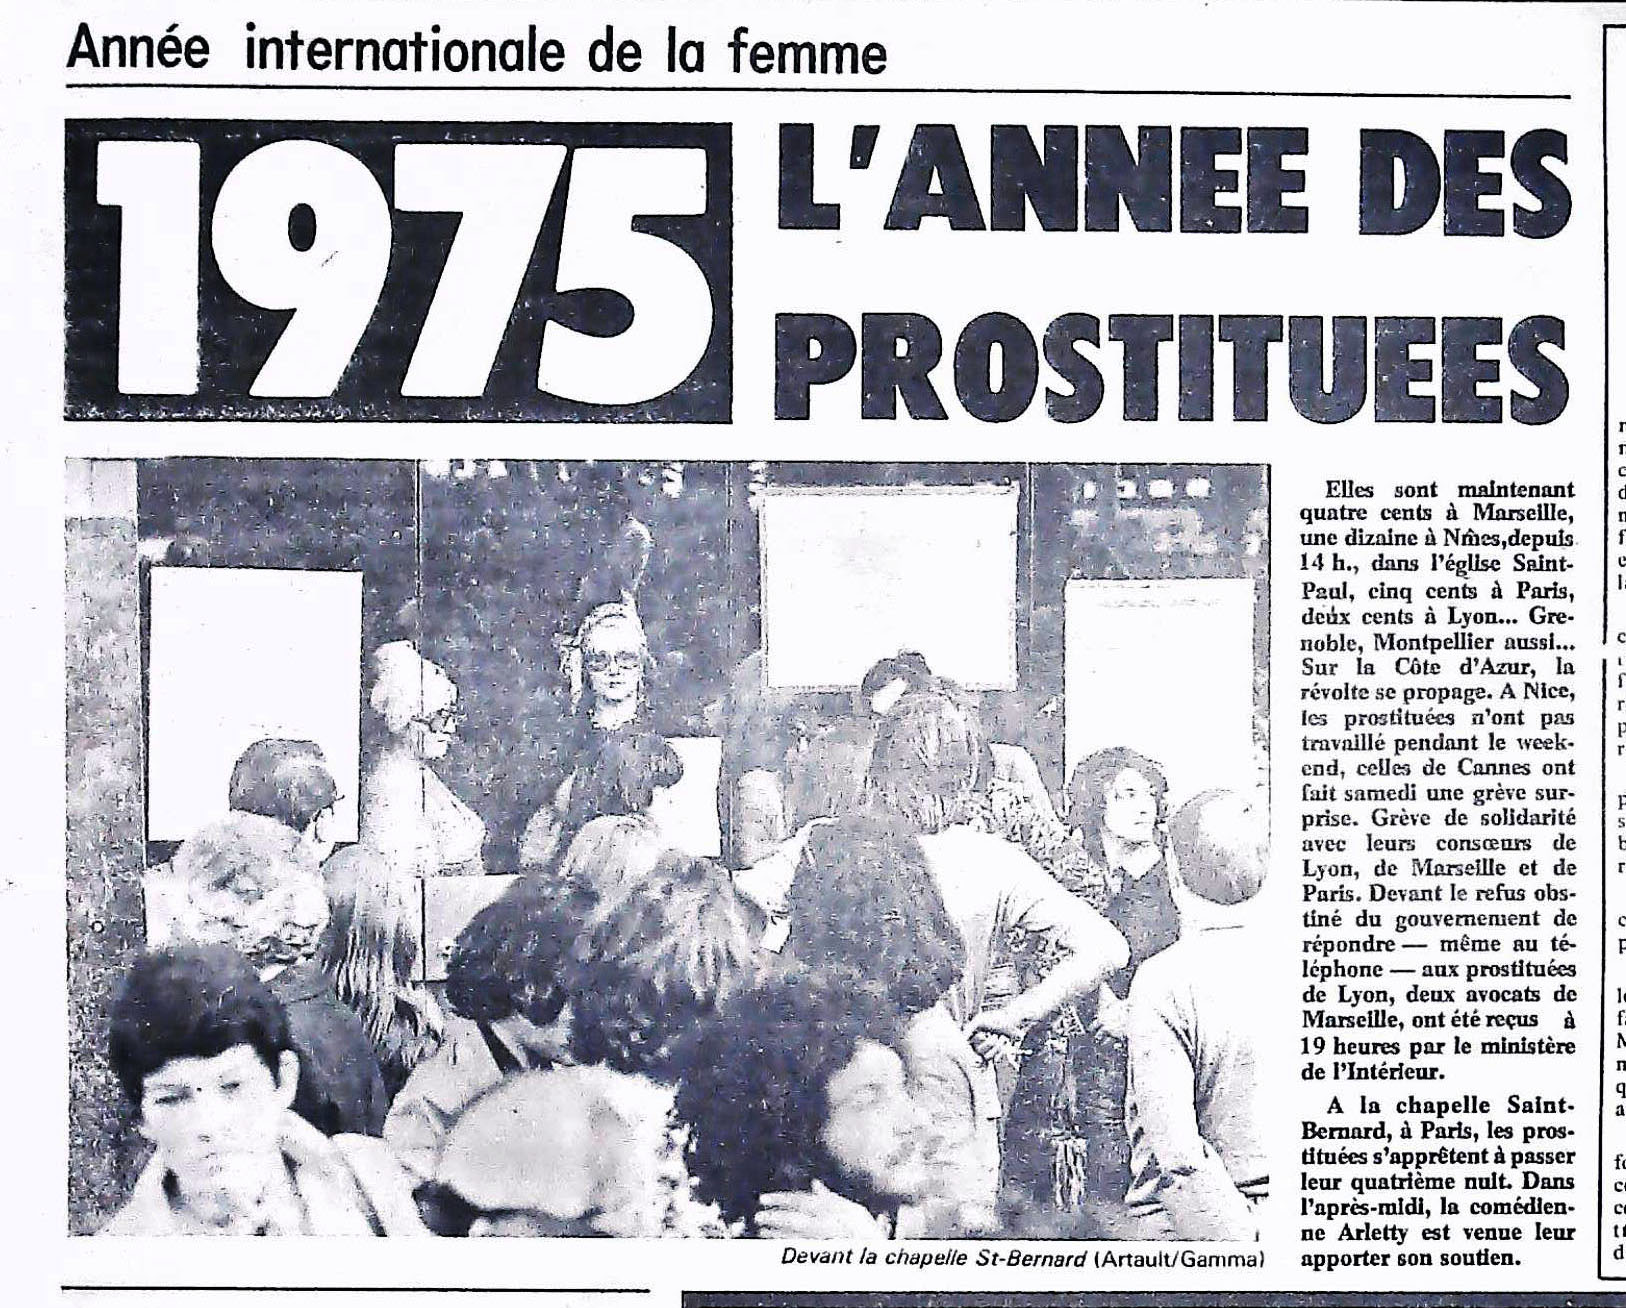 Année internationale de la femme
1975
L'ANNEE DES
PROSTITUEES
Elles sont maintenant
quatre cents à Marseille,
une dizaine à Nîmes,depuis
14 h., dans l'église Saint-
Paul, cinq cents à Paris,
deux cents à Lyon... Gre-
noble, Montpellier aussi...
Sur la Côte d'Azur, la
révolte se propage. A Nice,
les prostituées n'ont pas
travaillé pendant le week-
end, celles de Cannes ont
fait samedi une grève sur-
prise. Grève de solidarité
avec leurs consœurs de
Lyon, de Marseille et de
Paris. Devant le refus obs-
tiné du gouvernement de
répondre — même au té-
léphone — aux prostituées
de Lyon, deux avocats de
Marseille, ont été reçus à
19 heures par le ministère
de l'Intérieur.
A la chapelle Saint-
Bernard, à Paris, les pros-
tituées s'apprêtent à passer
leur quatrième nuit. Dans
l'après-midi, la comédien-
ne Arletty est venue leur
apporter son soutien.
Devant la chapelle St-Bernard (Artault/Gamma)